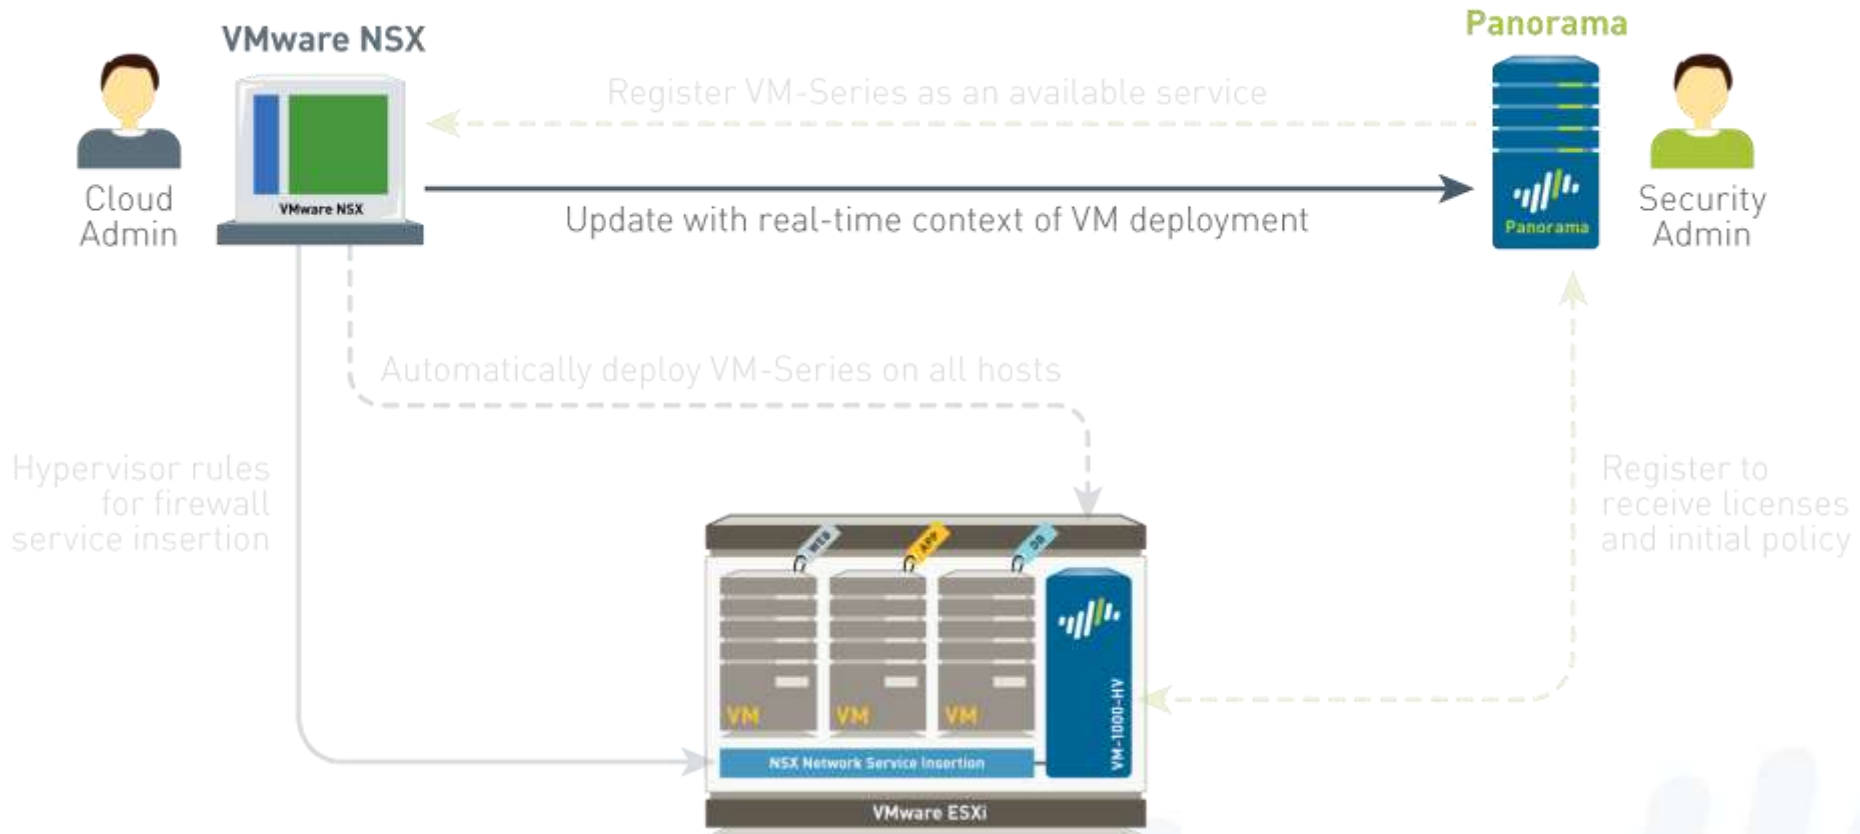 VMware NSX
Panorama
Register VM-Series as an available service
VMware NSX
Cloud
Admin
Update with real-time context of VM deployment
Panorama
Security
Admin
Automatically deploy VM-Series on all hosts
Hypervisor rules
for firewall
service insertion
Register to
receive licenses
and initial policy
WEB
APP
DB
VM
VM
VM
VM-1000-HV
NSX Network Service Insertion
VMware ESXi